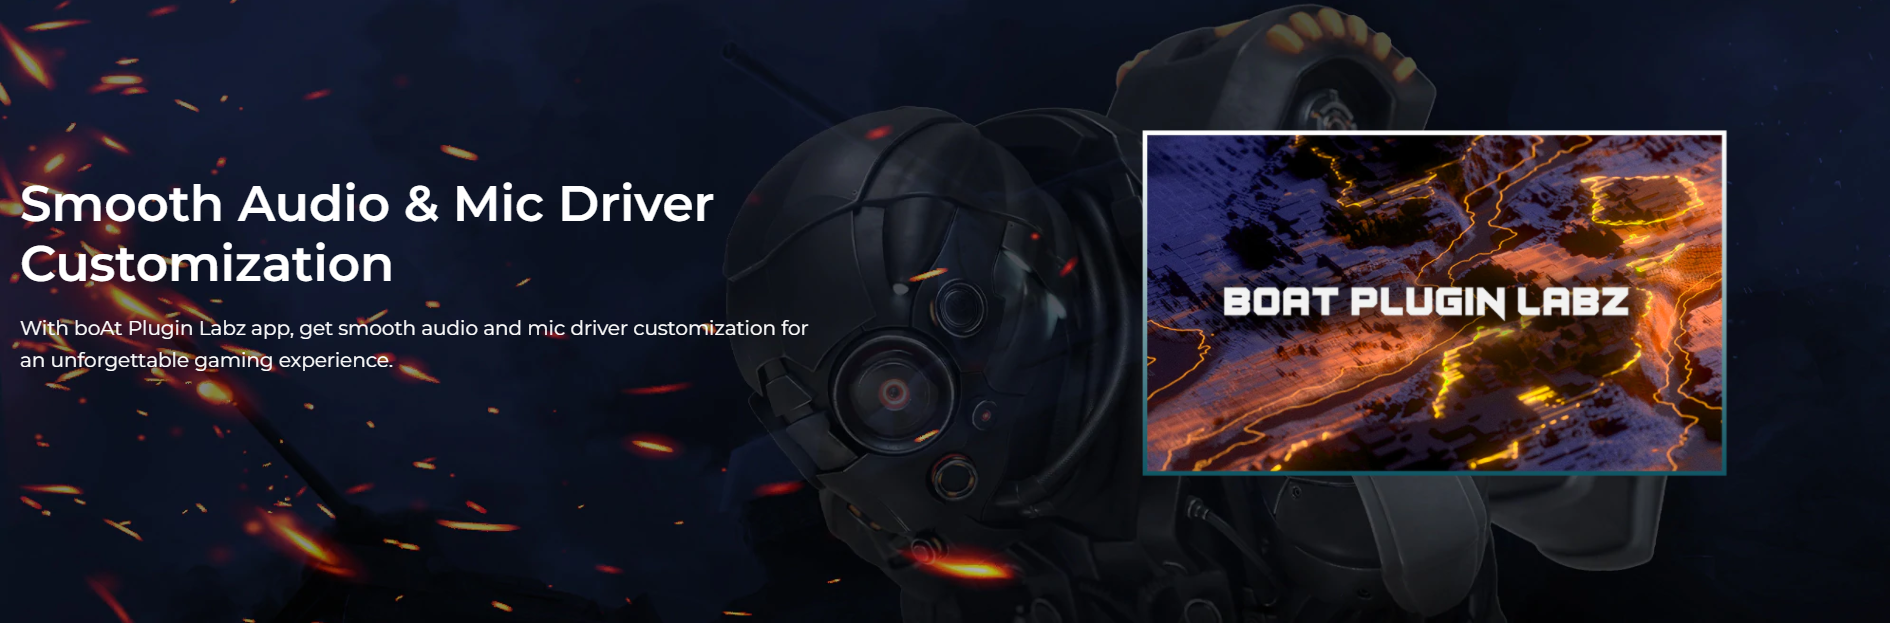 Smooth Audio & Mic Driver
Customization
With boAt Plugin Labz app, get smooth audio and mic driver customization for
an unforgettable gaming experience.
BOAT PLUGIN LABZ